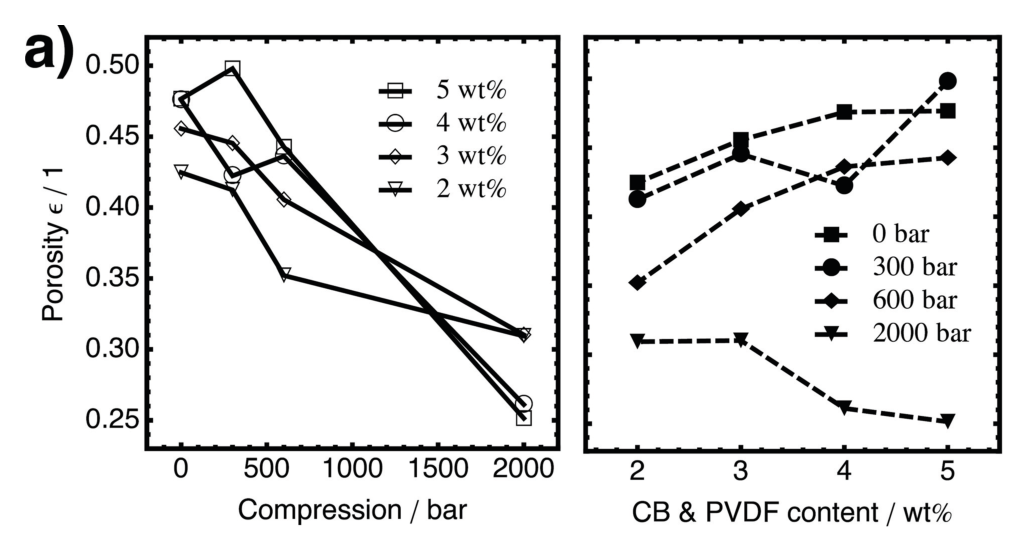 a)
0.50
0.45
0.40
0.35
0.30
0.25
Porosity ϵ / 1
5 wt%
4 wt%
3 wt%
2 wt%
0 500 1000 1500 2000
Compression / bar
0 bar
300 bar
600 bar
2000 bar
2 3 4 5
CB & PVDF content / wt%